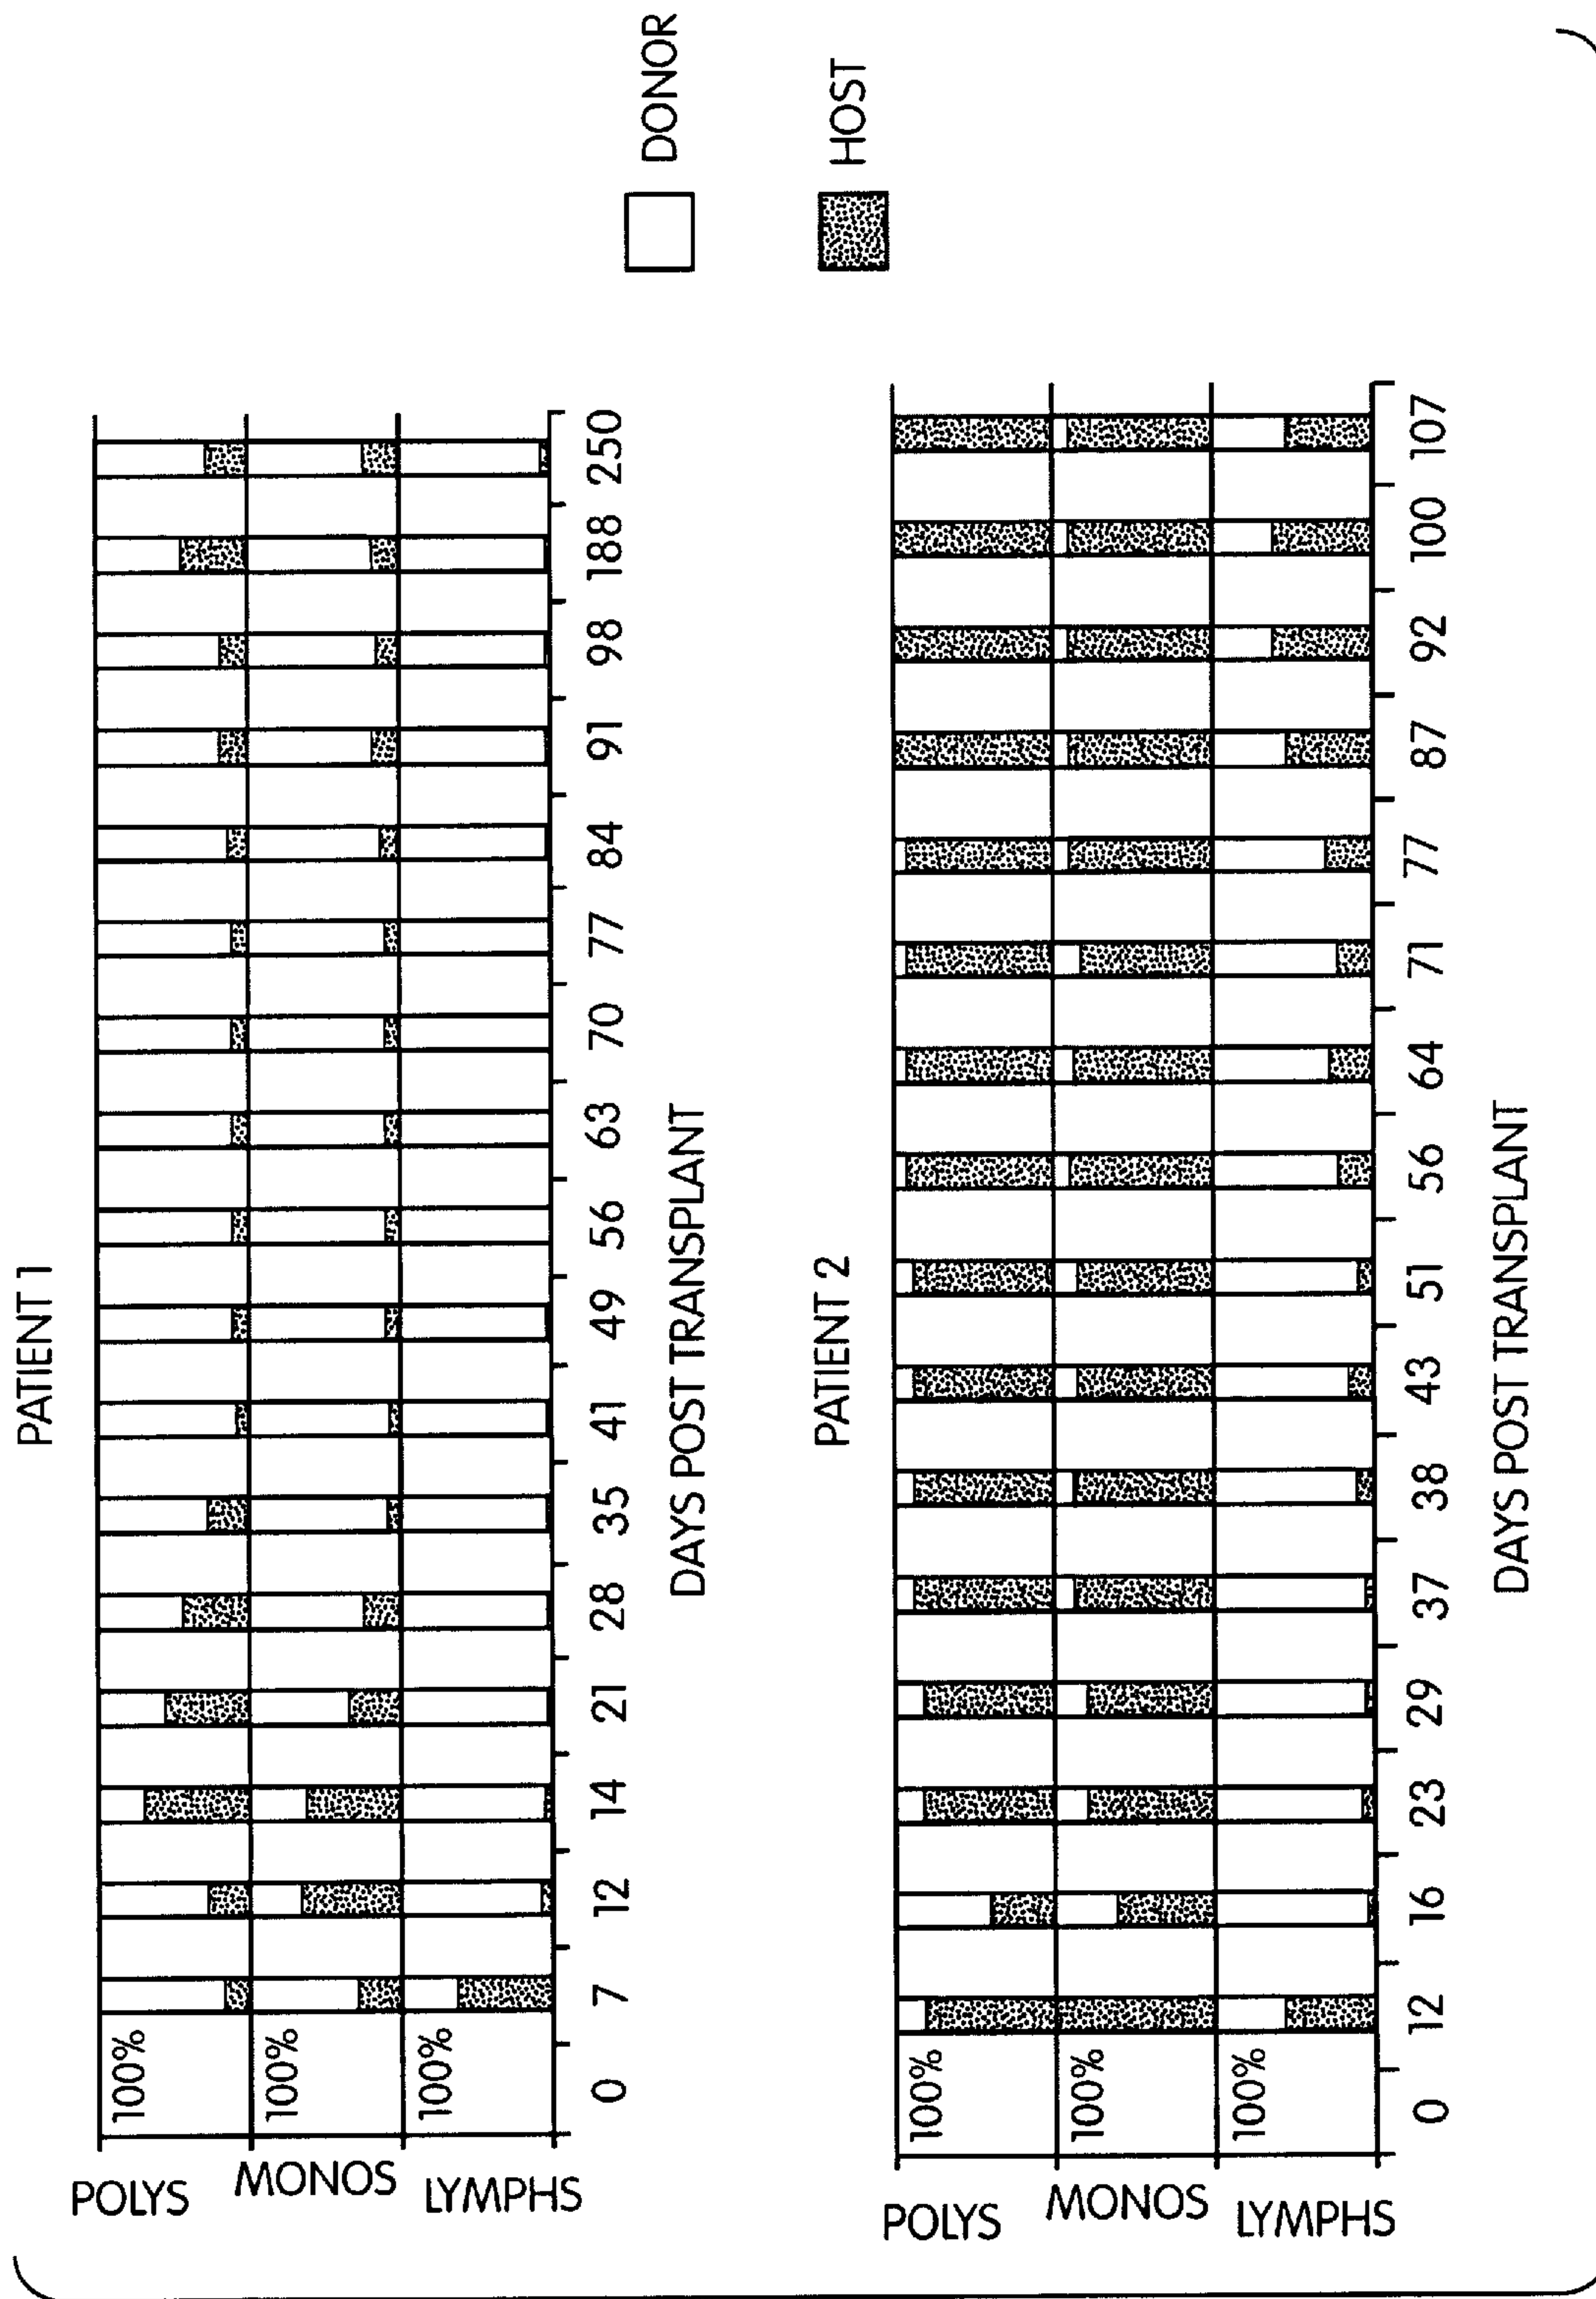 PATIENT 1
POLYS 100%
MONOS 100%
LYMPHS 100%
0 7 12 14 21 28 35 41 49 56 63 70 77 84 91 98 188 250
DAYS POST TRANSPLANT
DONOR
HOST
PATIENT 2
POLYS 100%
MONOS 100%
LYMPHS 100%
0 12 16 23 29 37 38 43 51 56 64 71 77 87 92 100 107
DAYS POST TRANSPLANT